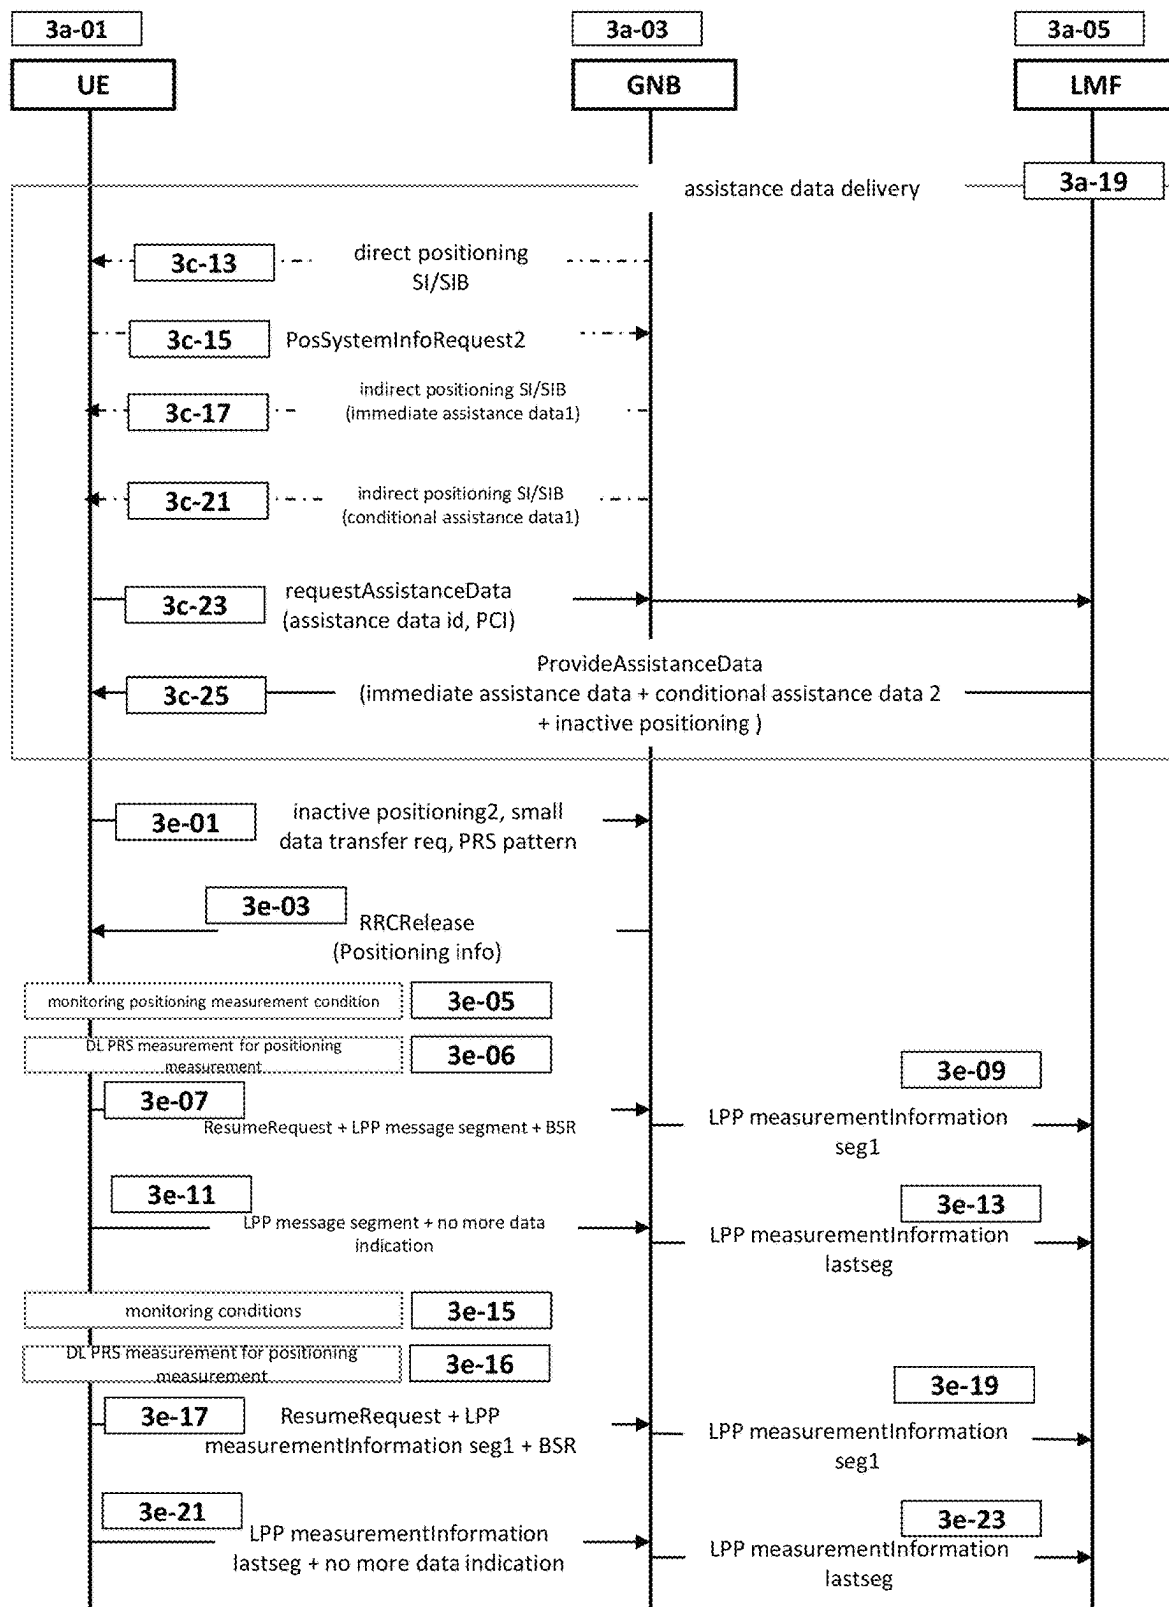 3a-01
3a-03
3a-05
UE
GNB
LMF
assistance data delivery
3a-19
3c-13
direct positioning
SI/SIB
3c-15
PosSystemInfoRequest2
3c-17
indirect positioning SI/SIB
(immediate assistance data1)
3c-21
indirect positioning SI/SIB
(conditional assistance data1)
3c-23
requestAssistanceData
(assistance data id, PCI)
3c-25
ProvideAssistanceData
(immediate assistance data + conditional assistance data 2
+ inactive positioning )
3e-01
inactive positioning2, small
data transfer req, PRS pattern
3e-03
RRCRelease
(Positioning info)
monitoring positioning measurement condition
3e-05
DL PRS measurement for positioning
measurement
3e-06
3e-07
ResumeRequest + LPP message segment + BSR
3e-09
LPP measurementInformation
seg1
3e-11
LPP message segment + no more data
indication
3e-13
LPP measurementInformation
lastseg
monitoring conditions
3e-15
DL PRS measurement for positioning
measurement
3e-16
3e-17
ResumeRequest + LPP
measurementInformation seg1 + BSR
3e-19
LPP measurementInformation
seg1
3e-21
LPP measurementInformation
lastseg + no more data indication
3e-23
LPP measurementInformation
lastseg